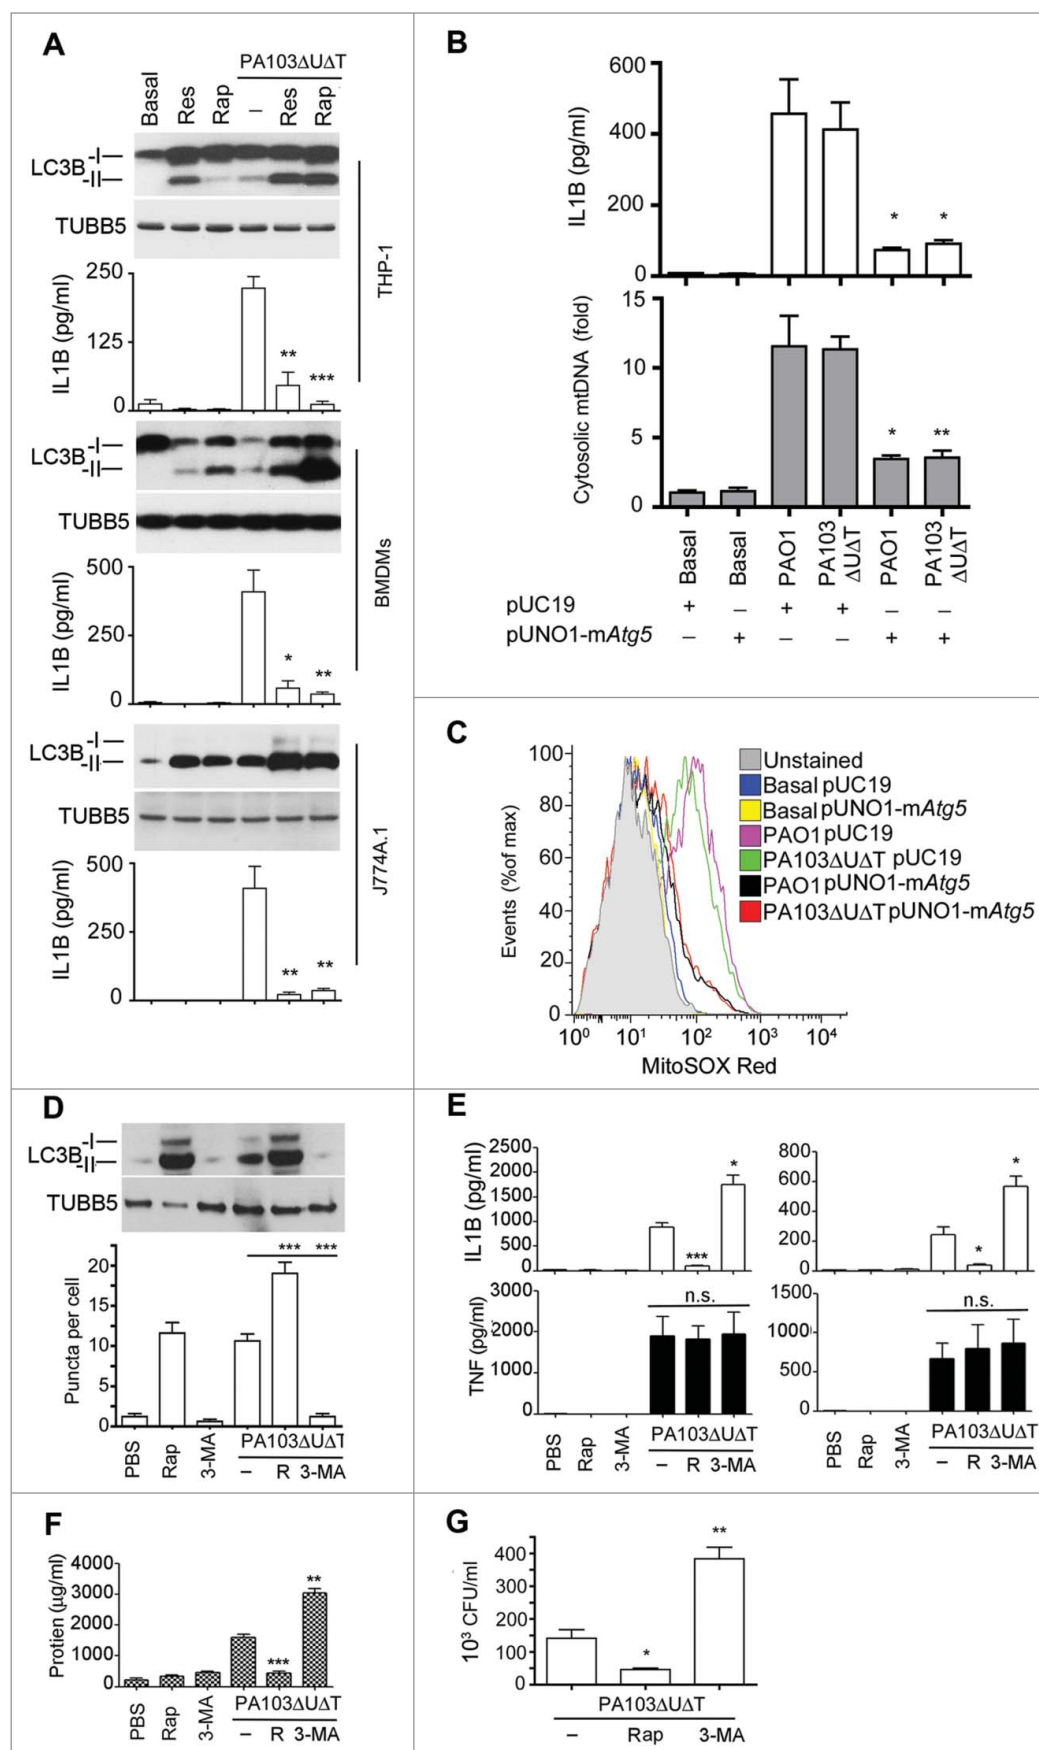 A
PA103ΔUΔT
Basal Res Rap – Res Rap
LC3B -I
-II
TUBB5
THP-1
IL1B (pg/ml)
250
125
0
** ***
LC3B -I
-II
TUBB5
BMDMs
IL1B (pg/ml)
500
250
0
* **
LC3B -I
-II
TUBB5
J774A.1
IL1B (pg/ml)
500
250
0
** **
B
IL1B (pg/ml)
600
400
200
0
* *
Cytosolic mtDNA (fold)
15
10
5
0
* **
Basal Basal PAO1 PA103 ΔUΔT PAO1 PA103 ΔUΔT
pUC19 + – + + – –
pUNO1-mAtg5 – + – – + +
C
Events (%of max)
100
80
60
40
20
0
10⁰ 10¹ 10² 10³ 10⁴
MitoSOX Red
Unstained
Basal pUC19
Basal pUNO1-mAtg5
PAO1 pUC19
PA103ΔUΔT pUC19
PAO1 pUNO1-mAtg5
PA103ΔUΔT pUNO1-mAtg5
D
LC3B -I
-II
TUBB5
Puncta per cell
20
15
10
5
0
*** ***
PBS Rap 3-MA PA103ΔUΔT
– R 3-MA
E
IL1B (pg/ml)
2500
2000
1500
1000
500
0
*** *
800
600
400
200
0
* *
TNF (pg/ml)
3000
2000
1000
0
n.s.
1500
1000
500
0
n.s.
PBS Rap 3-MA PA103ΔUΔT
– R 3-MA
PBS Rap 3-MA PA103ΔUΔT
– R 3-MA
F
Protien (µg/ml)
4000
3000
2000
1000
0
*** **
PBS Rap 3-MA PA103ΔUΔT
– R 3-MA
G
10³ CFU/ml
400
300
200
100
0
* **
PA103ΔUΔT
– Rap 3-MA